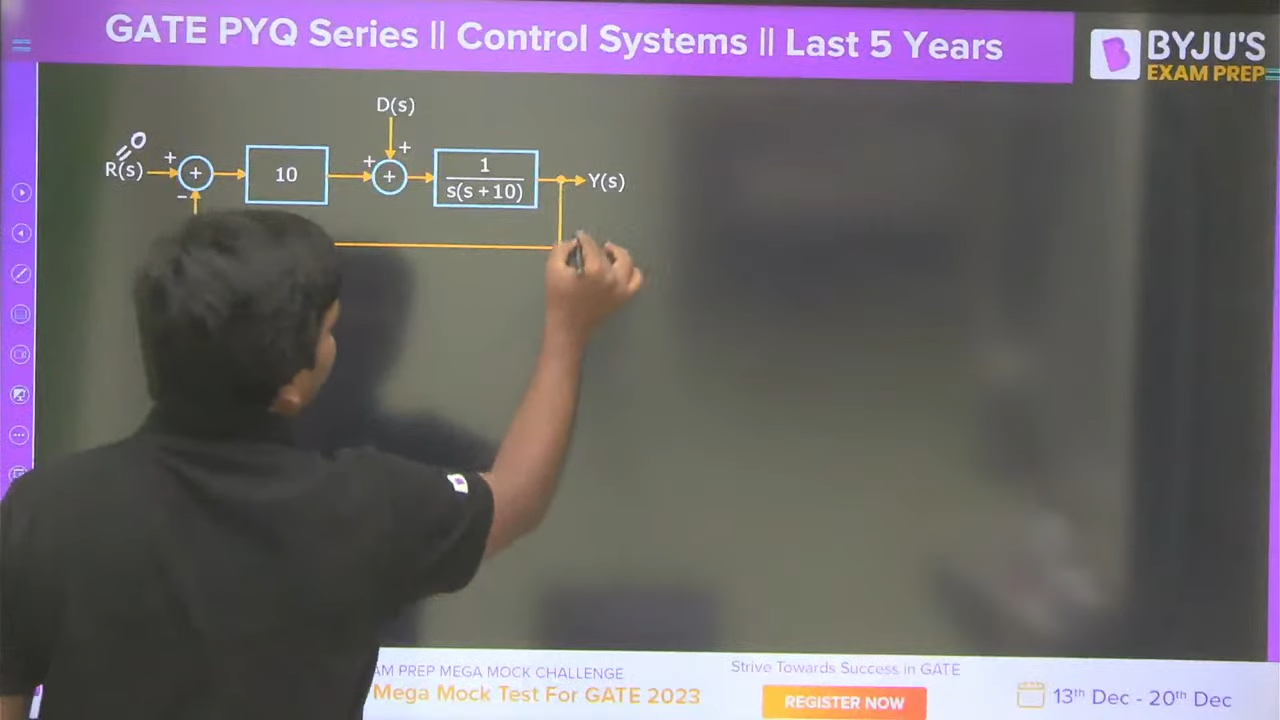 GATE PYQ Series || Control Systems || Last 5 Years
BYJU'S
EXAM PREP
D(s)
=0
R(s)
+
+
−
10
+
+
+
1
s(s + 10)
Y(s)
AM PREP MEGA MOCK CHALLENGE
Mega Mock Test For GATE 2023
Strive Towards Success in GATE
REGISTER NOW
13th Dec - 20th Dec